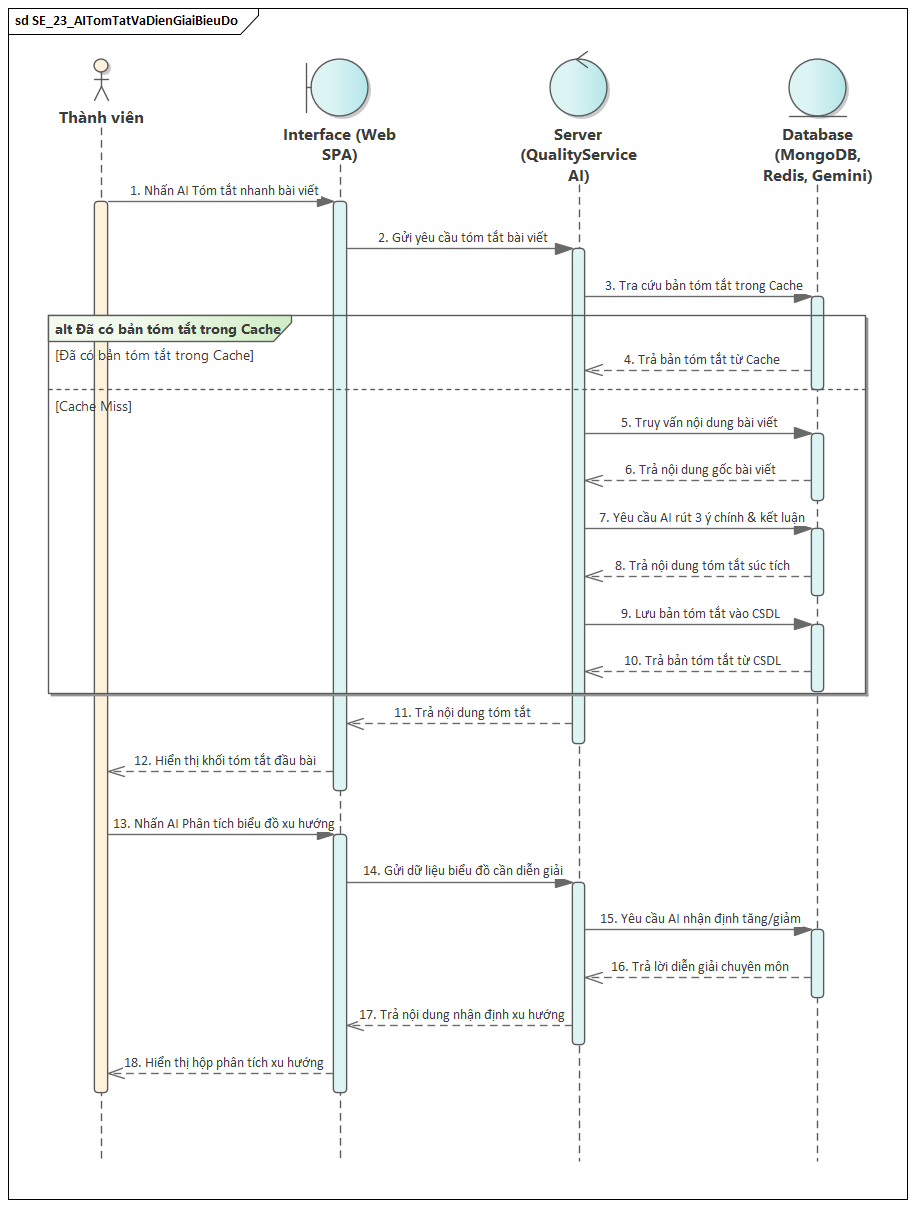 sd SE_23_AITomTatVaDienGiaiBieuDo
Thành viên
Interface (Web
SPA)
Server
(QualityService
AI)
Database
(MongoDB,
Redis, Gemini)
1. Nhấn AI Tóm tắt nhanh bài viết
2. Gửi yêu cầu tóm tắt bài viết
3. Tra cứu bản tóm tắt trong Cache
alt Đã có bản tóm tắt trong Cache
[Đã có bản tóm tắt trong Cache]
4. Trả bản tóm tắt từ Cache
[Cache Miss]
5. Truy vấn nội dung bài viết
6. Trả nội dung gốc bài viết
7. Yêu cầu AI rút 3 ý chính & kết luận
8. Trả nội dung tóm tắt súc tích
9. Lưu bản tóm tắt vào CSDL
10. Trả bản tóm tắt từ CSDL
11. Trả nội dung tóm tắt
12. Hiển thị khối tóm tắt đầu bài
13. Nhấn AI Phân tích biểu đồ xu hướng
14. Gửi dữ liệu biểu đồ cần diễn giải
15. Yêu cầu AI nhận định tăng/giảm
16. Trả lời diễn giải chuyên môn
17. Trả nội dung nhận định xu hướng
18. Hiển thị hộp phân tích xu hướng